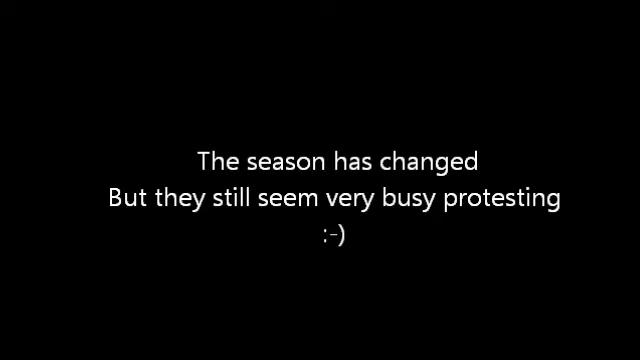 The season has changed
But they still seem very busy protesting
:-)